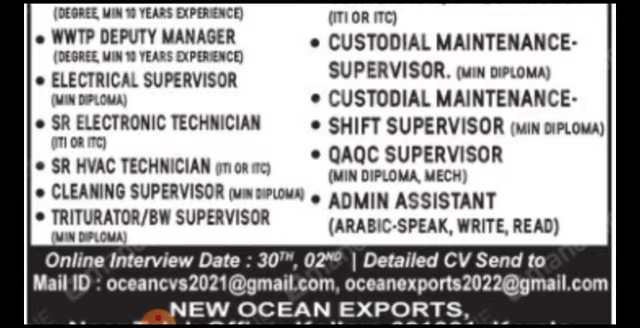 (DEGREE, MIN 10 YEARS EXPERIENCE)
• WWTP DEPUTY MANAGER
(DEGREE, MIN 10 YEARS EXPERIENCE)
• ELECTRICAL SUPERVISOR
(MIN DIPLOMA)
• SR ELECTRONIC TECHNICIAN
(ITI OR ITC)
• SR HVAC TECHNICIAN (ITI OR ITC)
• CLEANING SUPERVISOR (MIN DIPLOMA)
• TRITURATOR/BW SUPERVISOR
(MIN DIPLOMA)
(ITI OR ITC)
• CUSTODIAL MAINTENANCE-
SUPERVISOR. (MIN DIPLOMA)
• CUSTODIAL MAINTENANCE-
• SHIFT SUPERVISOR (MIN DIPLOMA)
• QAQC SUPERVISOR
(MIN DIPLOMA, MECH)
• ADMIN ASSISTANT
(ARABIC-SPEAK, WRITE, READ)
Online Interview Date : 30TH, 02ND | Detailed CV Send to
Mail ID : oceancvs2021@gmail.com, oceanexports2022@gmail.com
NEW OCEAN EXPORTS,